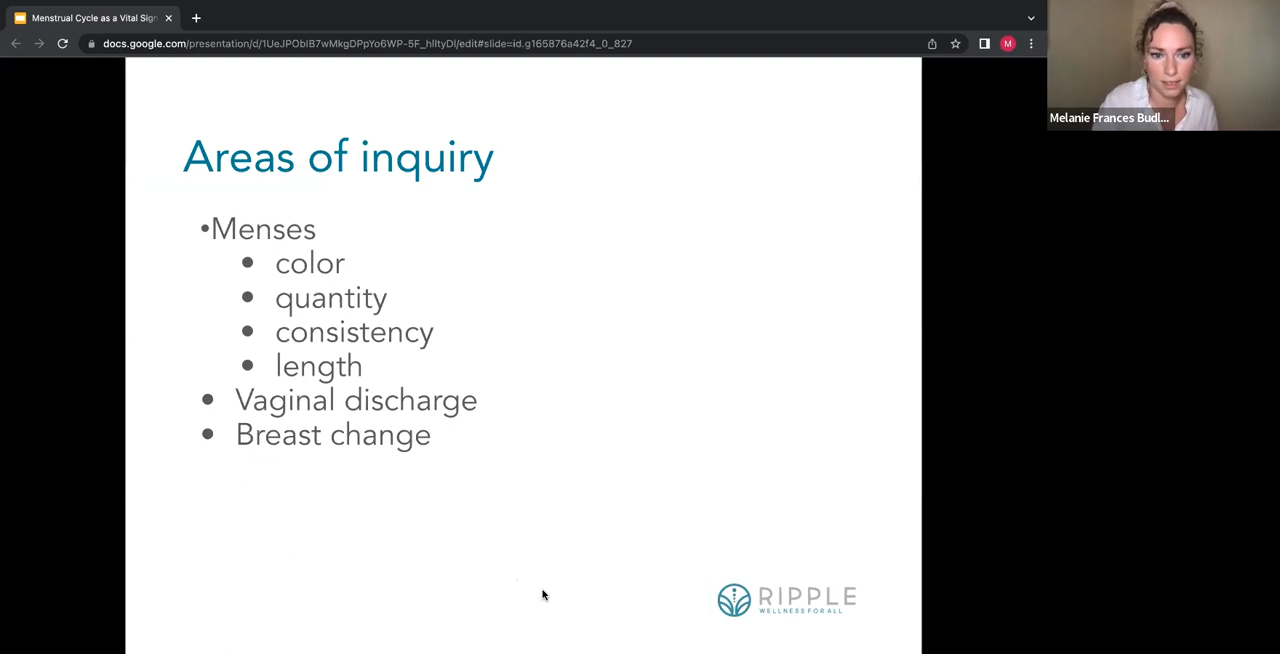 Menstrual Cycle as a Vital Sign
docs.google.com/presentation/d/1UeJPOblB7wMkgDPpYo6WP-5F_hlltyDl/edit#slide=id.g165876a42f4_0_827
M
Melanie Frances Budl...
Areas of inquiry
•Menses
• color
• quantity
• consistency
• length
• Vaginal discharge
• Breast change
RIPPLE
WELLNESS FOR ALL